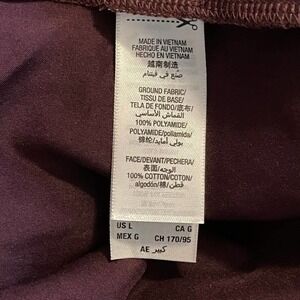 MADE IN VIETNAM
FABRIQUÉ AU VIETNAM
HECHO EN VIETNAM
越南制造
صنع في فيتنام
GROUND FABRIC/
TISSU DE BASE/
TELA DE FONDO/底布/
القماش الأساسي/
100% POLYAMIDE/
POLYAMIDE/poliamida/
锦纶/بولي أمايد
FACE/DEVANT/PECHERA/
表面/الوجه/
100% COTTON/COTON/
algodón/棉/قطن
US L CA G
MEX G CH 170/95
AE كبير